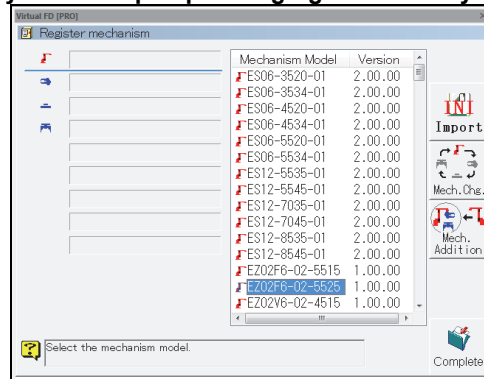 Virtual FD [PRO]
Register mechanism
Mechanism Model Version
ES06-3520-01 2.00.00
ES06-3534-01 2.00.00
ES06-4520-01 2.00.00
ES06-4534-01 2.00.00
ES06-5520-01 2.00.00
ES06-5534-01 2.00.00
ES12-5535-01 2.00.00
ES12-5545-01 2.00.00
ES12-7035-01 2.00.00
ES12-7045-01 2.00.00
ES12-8535-01 2.00.00
ES12-8545-01 2.00.00
EZ02F6-02-5515 1.00.00
EZ02F6-02-5525 1.00.00
EZ02V6-02-4515 1.00.00
INI
Import
Mech.Chg.
Mech.
Addition
Select the mechanism model.
Complete